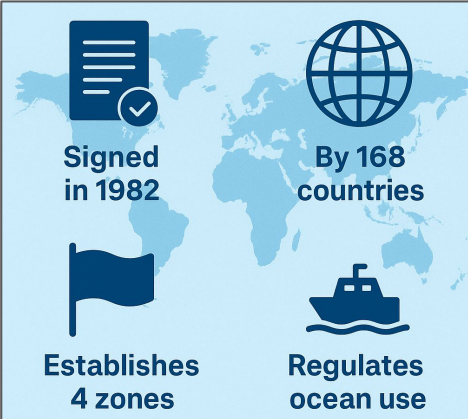 Signed
in 1982
By 168
countries
Establishes
4 zones
Regulates
ocean use